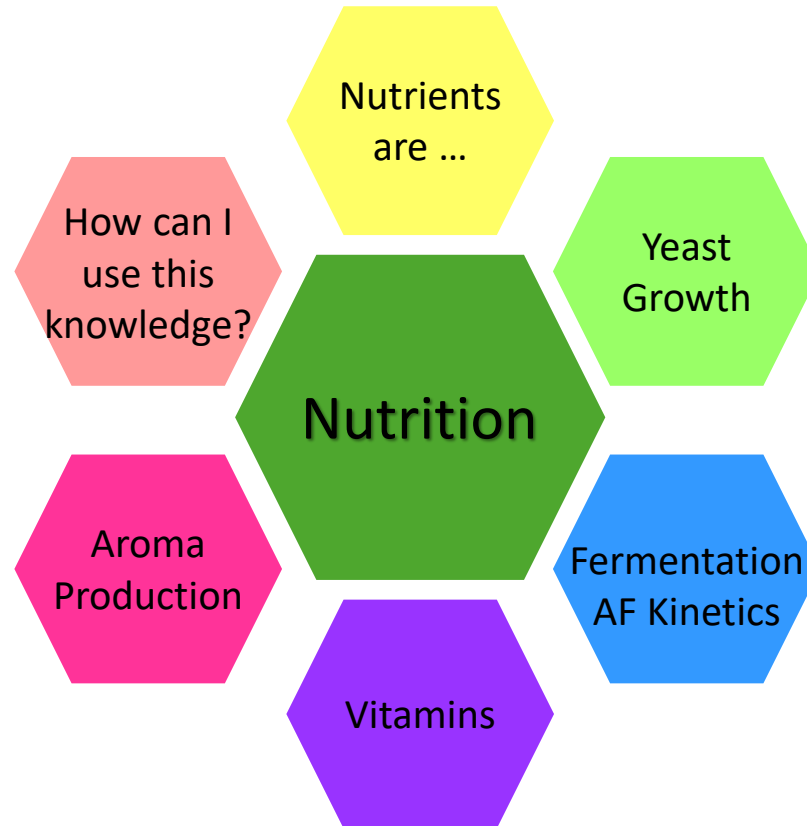 Nutrients
are ...
How can I
use this
knowledge?
Yeast
Growth
Nutrition
Aroma
Production
Fermentation
AF Kinetics
Vitamins